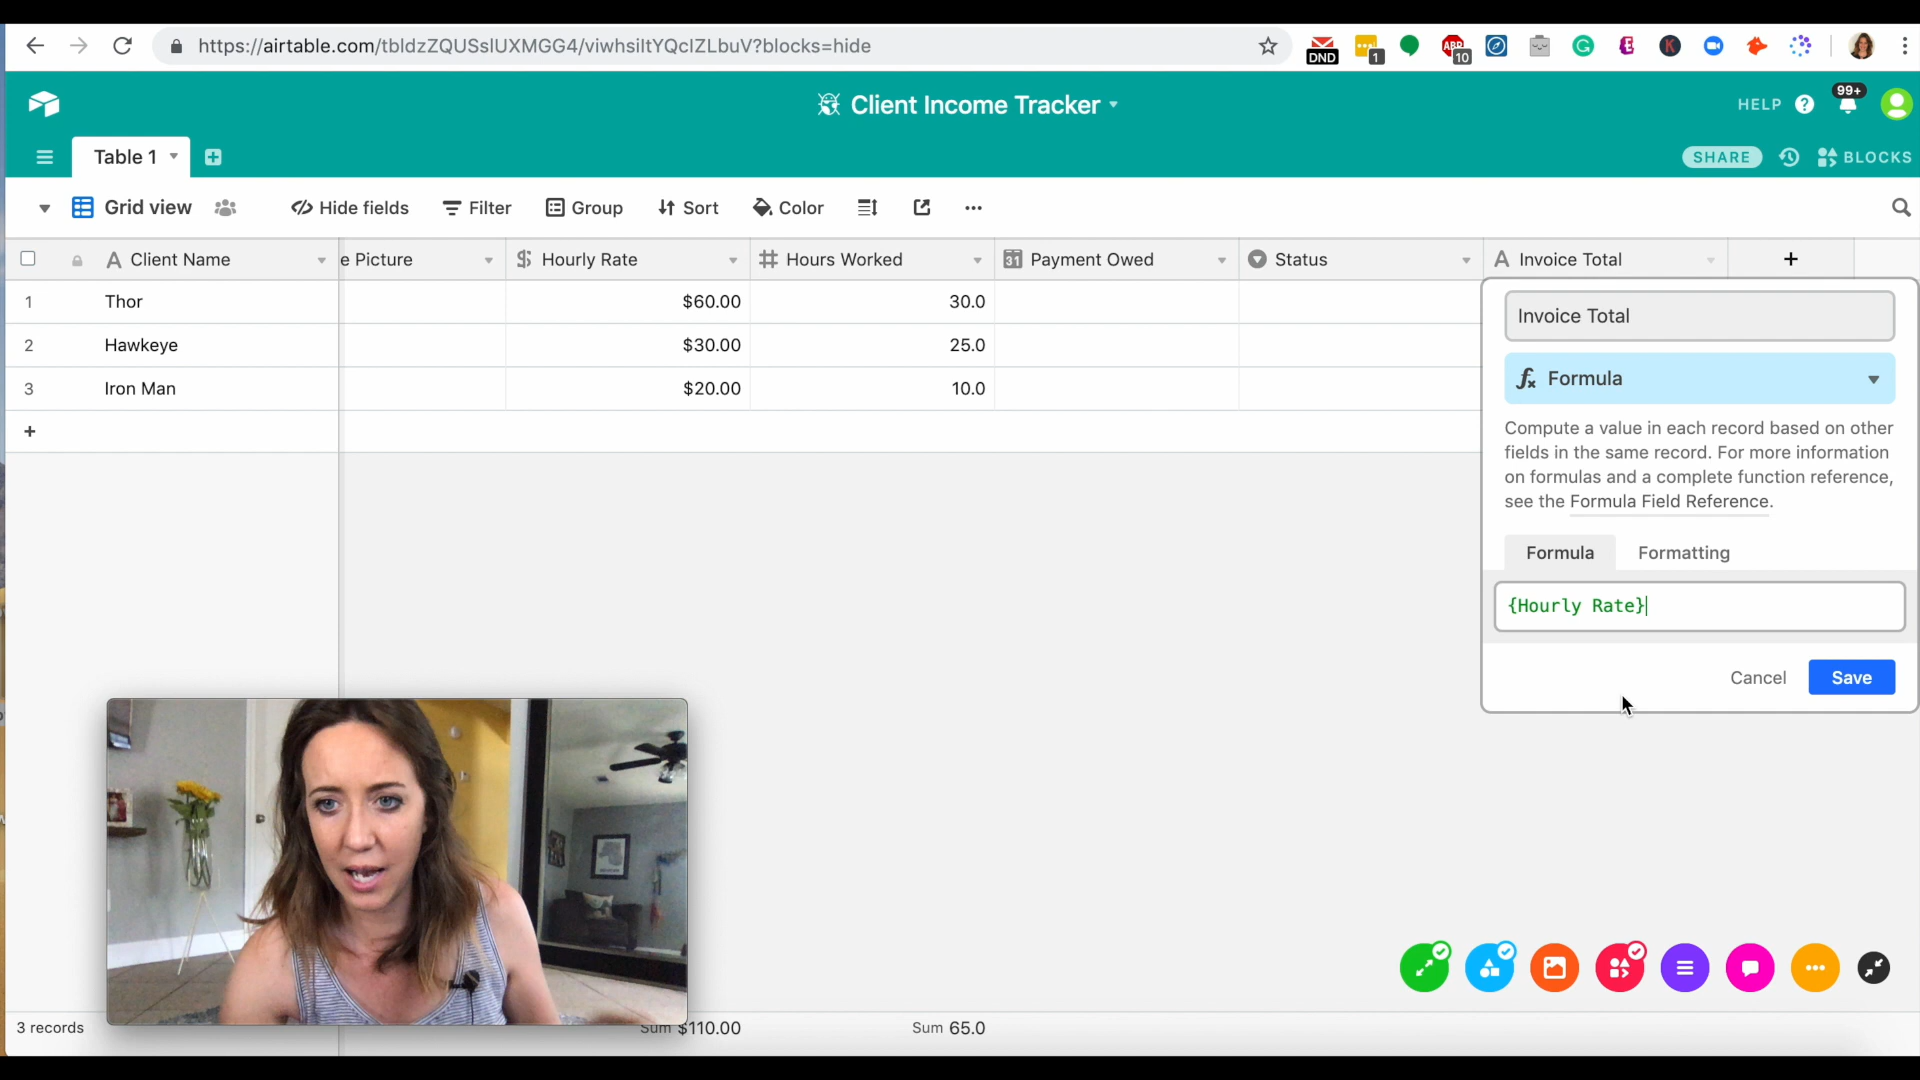 https://airtable.com/tbldzZQUSslUXMGG4/viwhsiltYQclZLbuV?blocks=hide
DND
1
ABP
10
K
Client Income Tracker
HELP
99+
Table 1
SHARE
BLOCKS
Grid view
Hide fields
Filter
Group
Sort
Color
Client Name
e Picture
Hourly Rate
Hours Worked
31 Payment Owed
Status
Invoice Total
1 Thor $60.00 30.0
2 Hawkeye $30.00 25.0
3 Iron Man $20.00 10.0
+
Invoice Total
Formula
Compute a value in each record based on other
fields in the same record. For more information
on formulas and a complete function reference,
see the Formula Field Reference.
Formula
Formatting
{Hourly Rate}
Cancel
Save
3 records
Sum $110.00
Sum 65.0